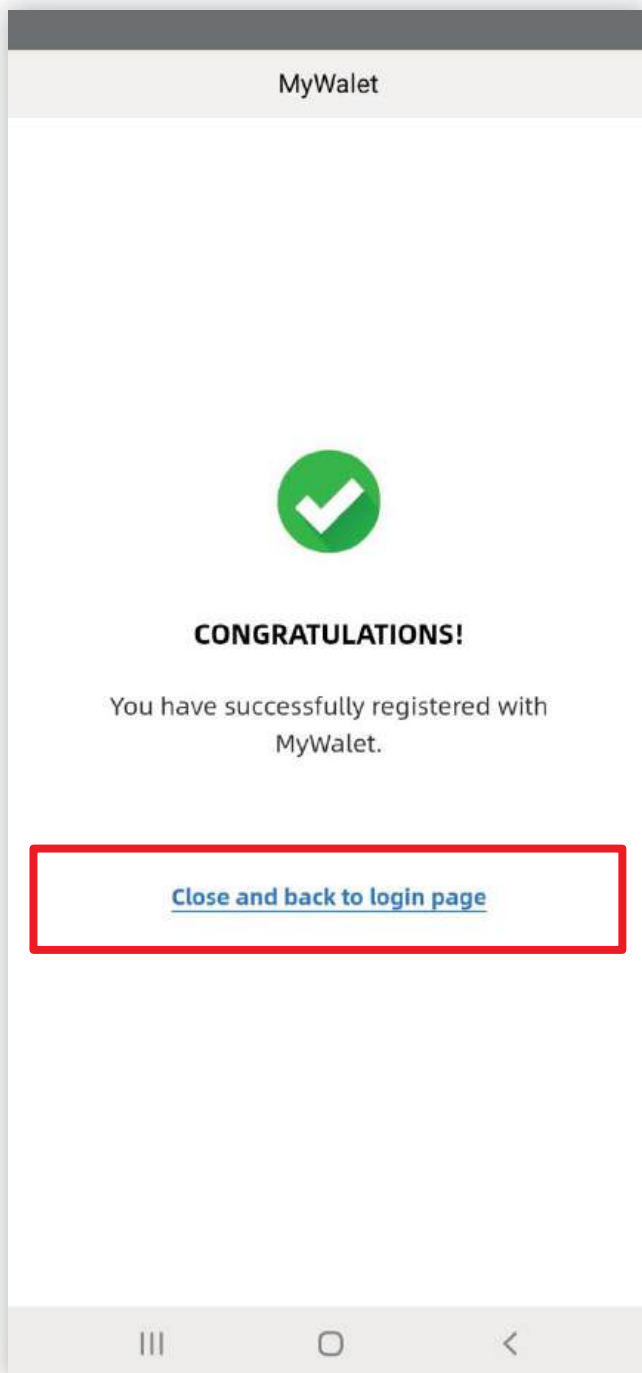 MyWalet
CONGRATULATIONS!
You have successfully registered with
MyWalet.
Close and back to login page